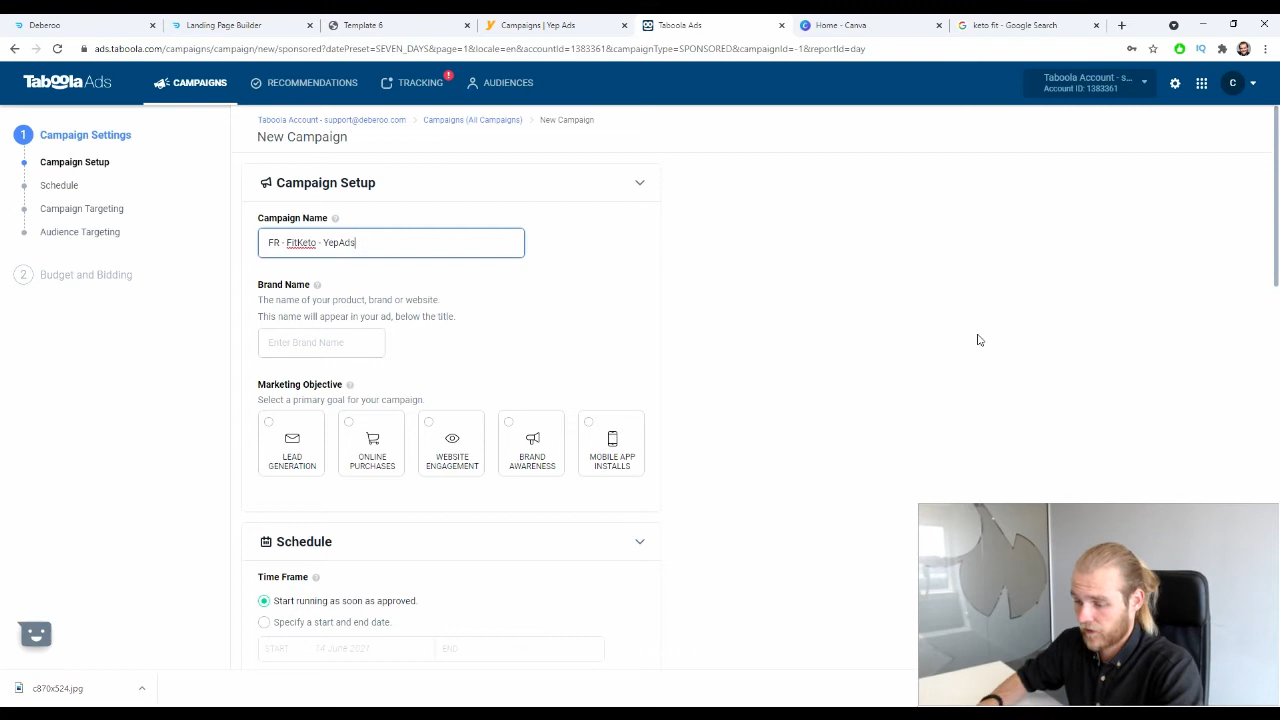 Deberoo
Landing Page Builder
Template 6
Campaigns | Yep Ads
Taboola Ads
Home - Canva
keto fit - Google Search
ads.taboola.com/campaigns/campaign/new/sponsored?datePreset=SEVEN_DAYS&page=1&locale=en&accountId=1383361&campaignType=SPONSORED&campaignId=-1&reportId=day
IQ
Taboola Ads
CAMPAIGNS
RECOMMENDATIONS
TRACKING
!
AUDIENCES
Taboola Account - s...
Account ID: 1383361
C
1 Campaign Settings
Campaign Setup
Schedule
Campaign Targeting
Audience Targeting
2 Budget and Bidding
Taboola Account - support@deberoo.com > Campaigns (All Campaigns) > New Campaign
New Campaign
Campaign Setup
Campaign Name ?
FR - FitKeto - YepAds
Brand Name ?
The name of your product, brand or website.
This name will appear in your ad, below the title.
Enter Brand Name
Marketing Objective ?
Select a primary goal for your campaign.
LEAD
GENERATION
ONLINE
PURCHASES
WEBSITE
ENGAGEMENT
BRAND
AWARENESS
MOBILE APP
INSTALLS
Schedule
Time Frame ?
Start running as soon as approved.
Specify a start and end date.
START 14 June 2021 END
c870x524.jpg